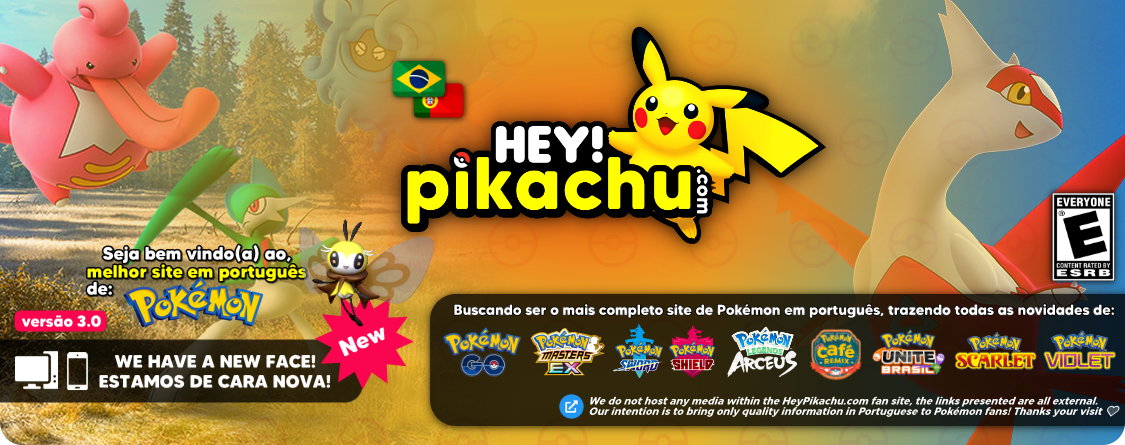 HEY!
pikachu
.com
EVERYONE
E
®
CONTENT RATED BY
ESRB
Seja bem vindo(a) ao,
melhor site em português
de: POKéMON
versão 3.0
New
WE HAVE A NEW FACE!
ESTAMOS DE CARA NOVA!
Buscando ser o mais completo site de Pokémon em português, trazendo todas as novidades de:
POKéMON GO
POKéMON MASTERS EX
POKéMON SWORD
POKéMON SHIELD
POKéMON LEGENDS ARCEUS
POKéMON Café REMIX
POKéMON UNITE BRASIL
POKéMON SCARLET
POKéMON VIOLET
We do not host any media within the HeyPikachu.com fan site, the links presented are all external.
Our intention is to bring only quality information in Portuguese to Pokémon fans! Thanks your visit